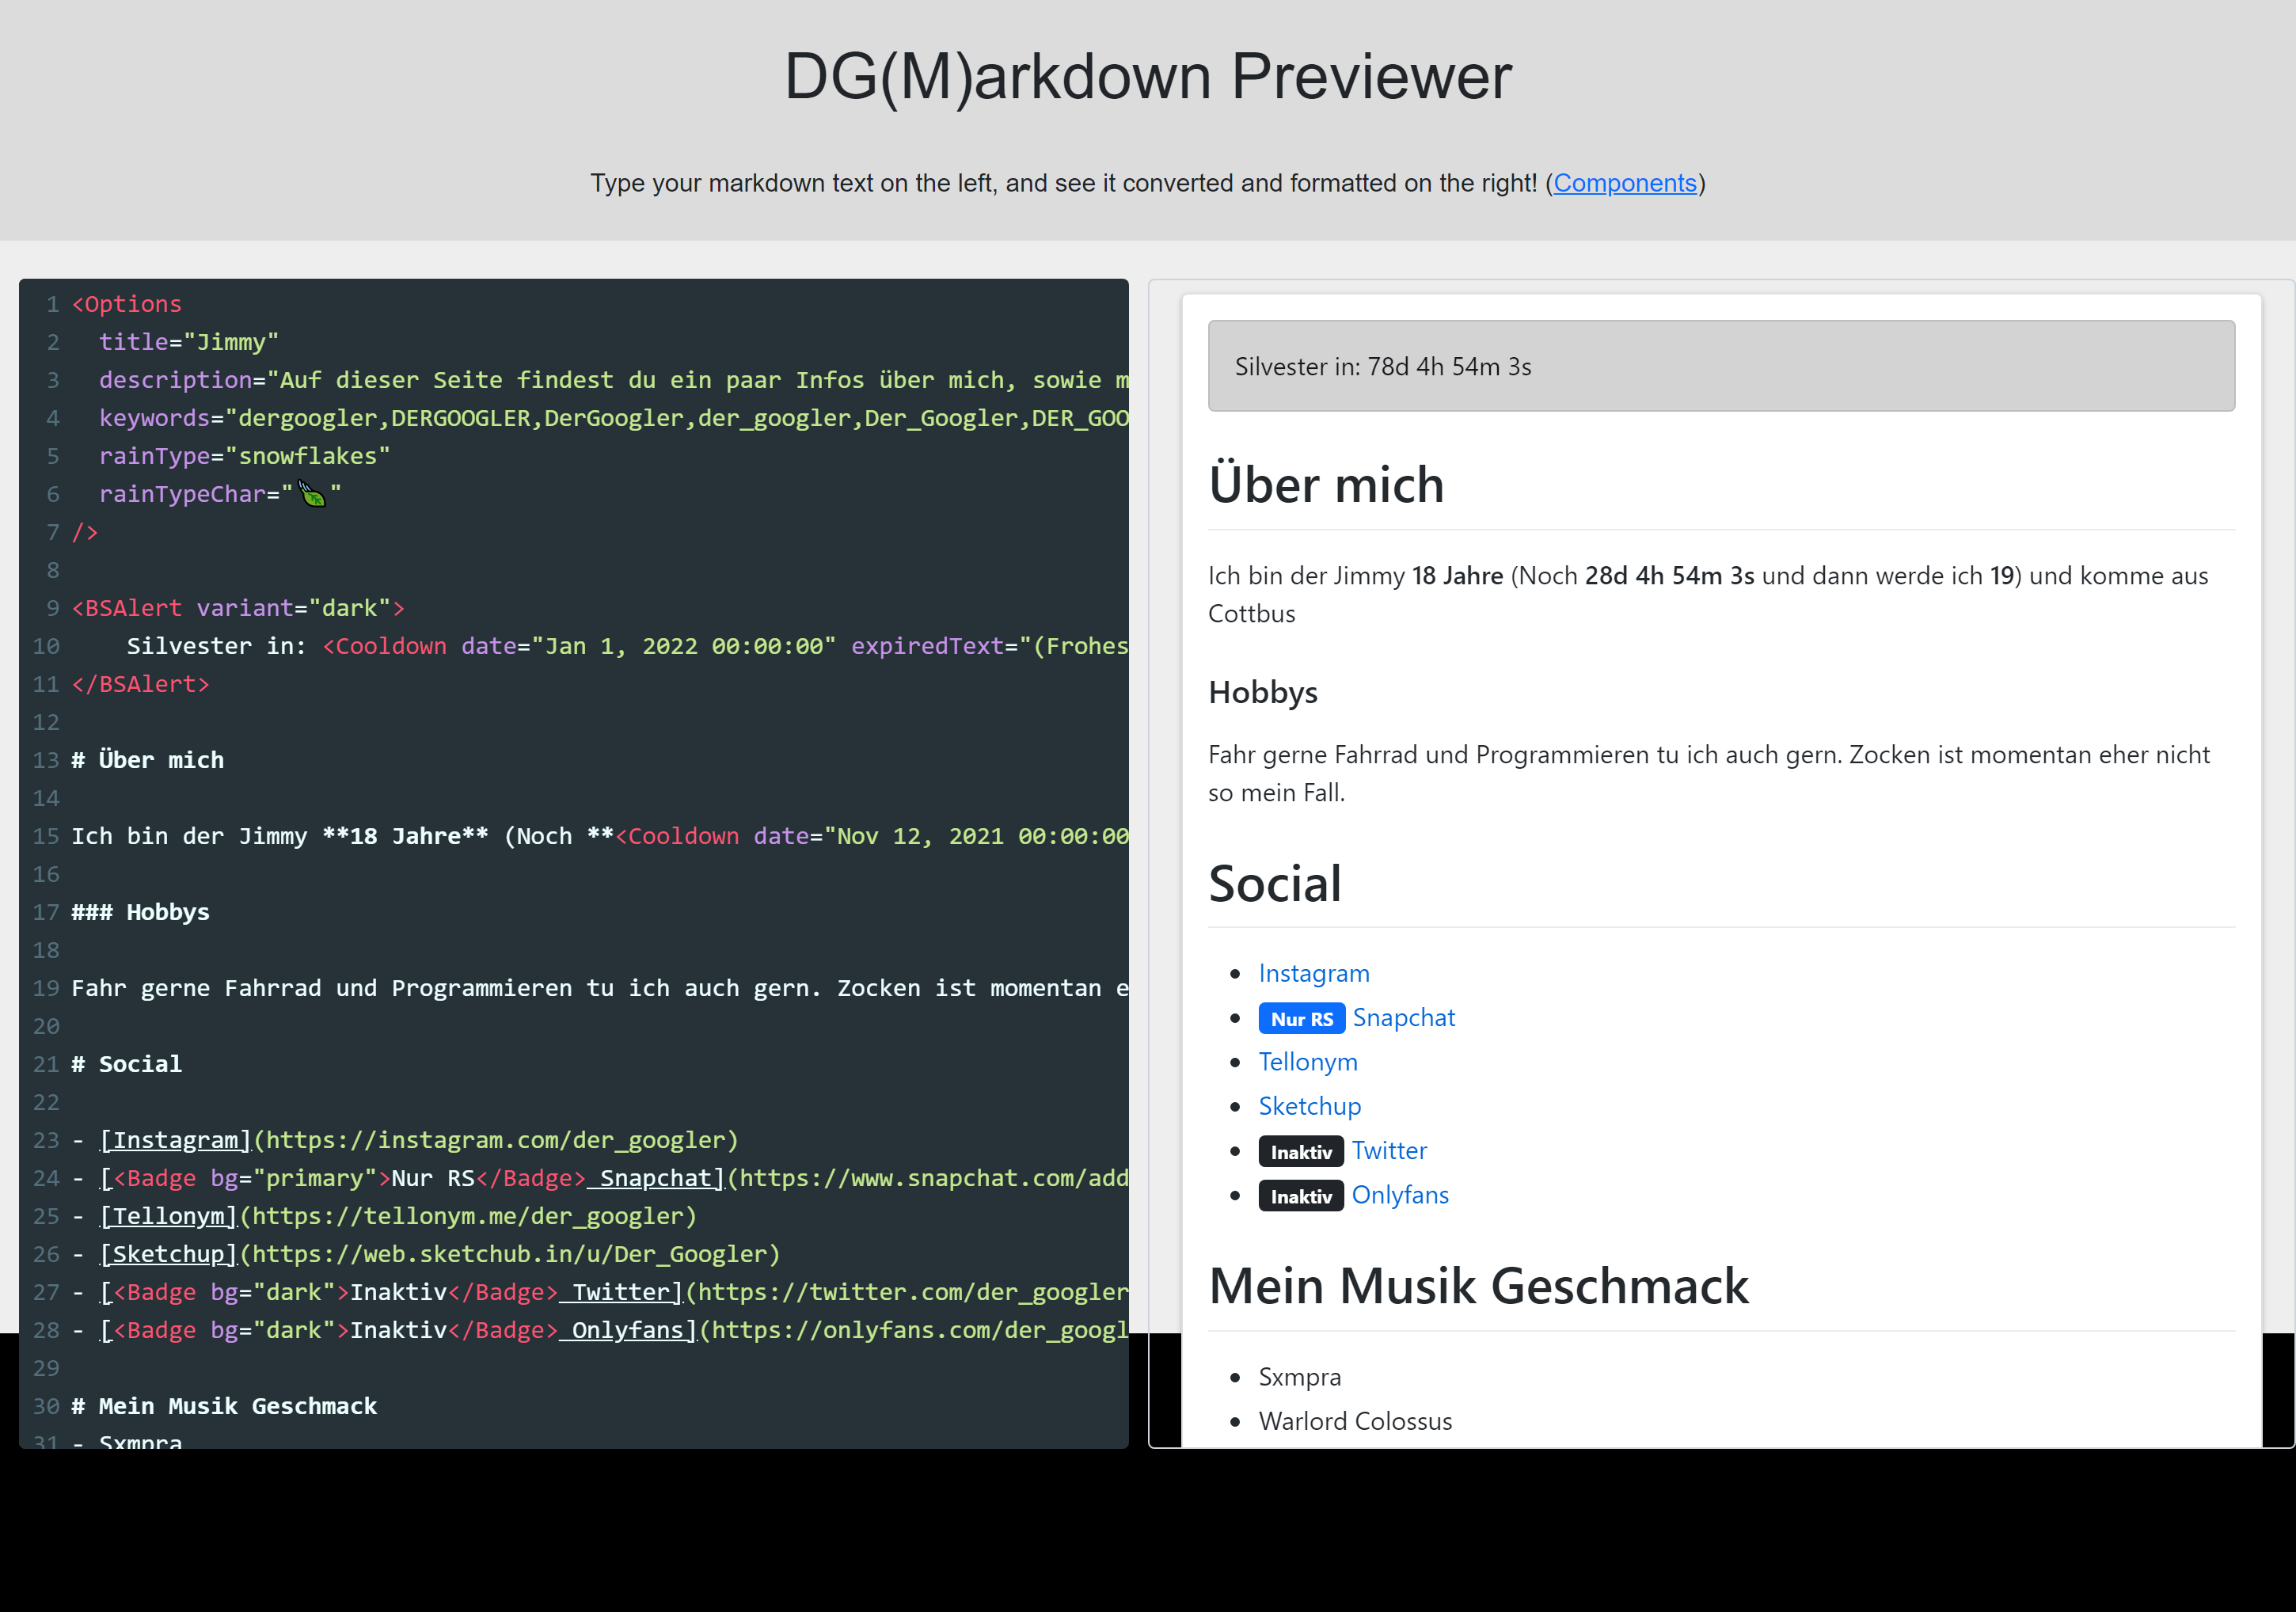 DG(M)arkdown Previewer
Type your markdown text on the left, and see it converted and formatted on the right! (Components)
1 <Options
2 title="Jimmy"
3 description="Auf dieser Seite findest du ein paar Infos über mich, sowie m
4 keywords="dergoogler,DERGOOGLER,DerGoogler,der_googler,Der_Googler,DER_GOO
5 rainType="snowflakes"
6 rainTypeChar="🍃"
7 />
8
9 <BSAlert variant="dark">
10 Silvester in: <Cooldown date="Jan 1, 2022 00:00:00" expiredText="(Frohes
11 </BSAlert>
12
13 # Über mich
14
15 Ich bin der Jimmy **18 Jahre** (Noch **<Cooldown date="Nov 12, 2021 00:00:00
16
17 ### Hobbys
18
19 Fahr gerne Fahrrad und Programmieren tu ich auch gern. Zocken ist momentan e
20
21 # Social
22
23 - [Instagram](https://instagram.com/der_googler)
24 - [<Badge bg="primary">Nur RS</Badge> Snapchat](https://www.snapchat.com/add
25 - [Tellonym](https://tellonym.me/der_googler)
26 - [Sketchup](https://web.sketchub.in/u/Der_Googler)
27 - [<Badge bg="dark">Inaktiv</Badge> Twitter](https://twitter.com/der_googler
28 - [<Badge bg="dark">Inaktiv</Badge> Onlyfans](https://onlyfans.com/der_googl
29
30 # Mein Musik Geschmack
31 - Sxmpra
Silvester in: 78d 4h 54m 3s
Über mich
Ich bin der Jimmy 18 Jahre (Noch 28d 4h 54m 3s und dann werde ich 19) und komme aus
Cottbus
Hobbys
Fahr gerne Fahrrad und Programmieren tu ich auch gern. Zocken ist momentan eher nicht
so mein Fall.
Social
• Instagram
• Nur RS Snapchat
• Tellonym
• Sketchup
• Inaktiv Twitter
• Inaktiv Onlyfans
Mein Musik Geschmack
• Sxmpra
• Warlord Colossus